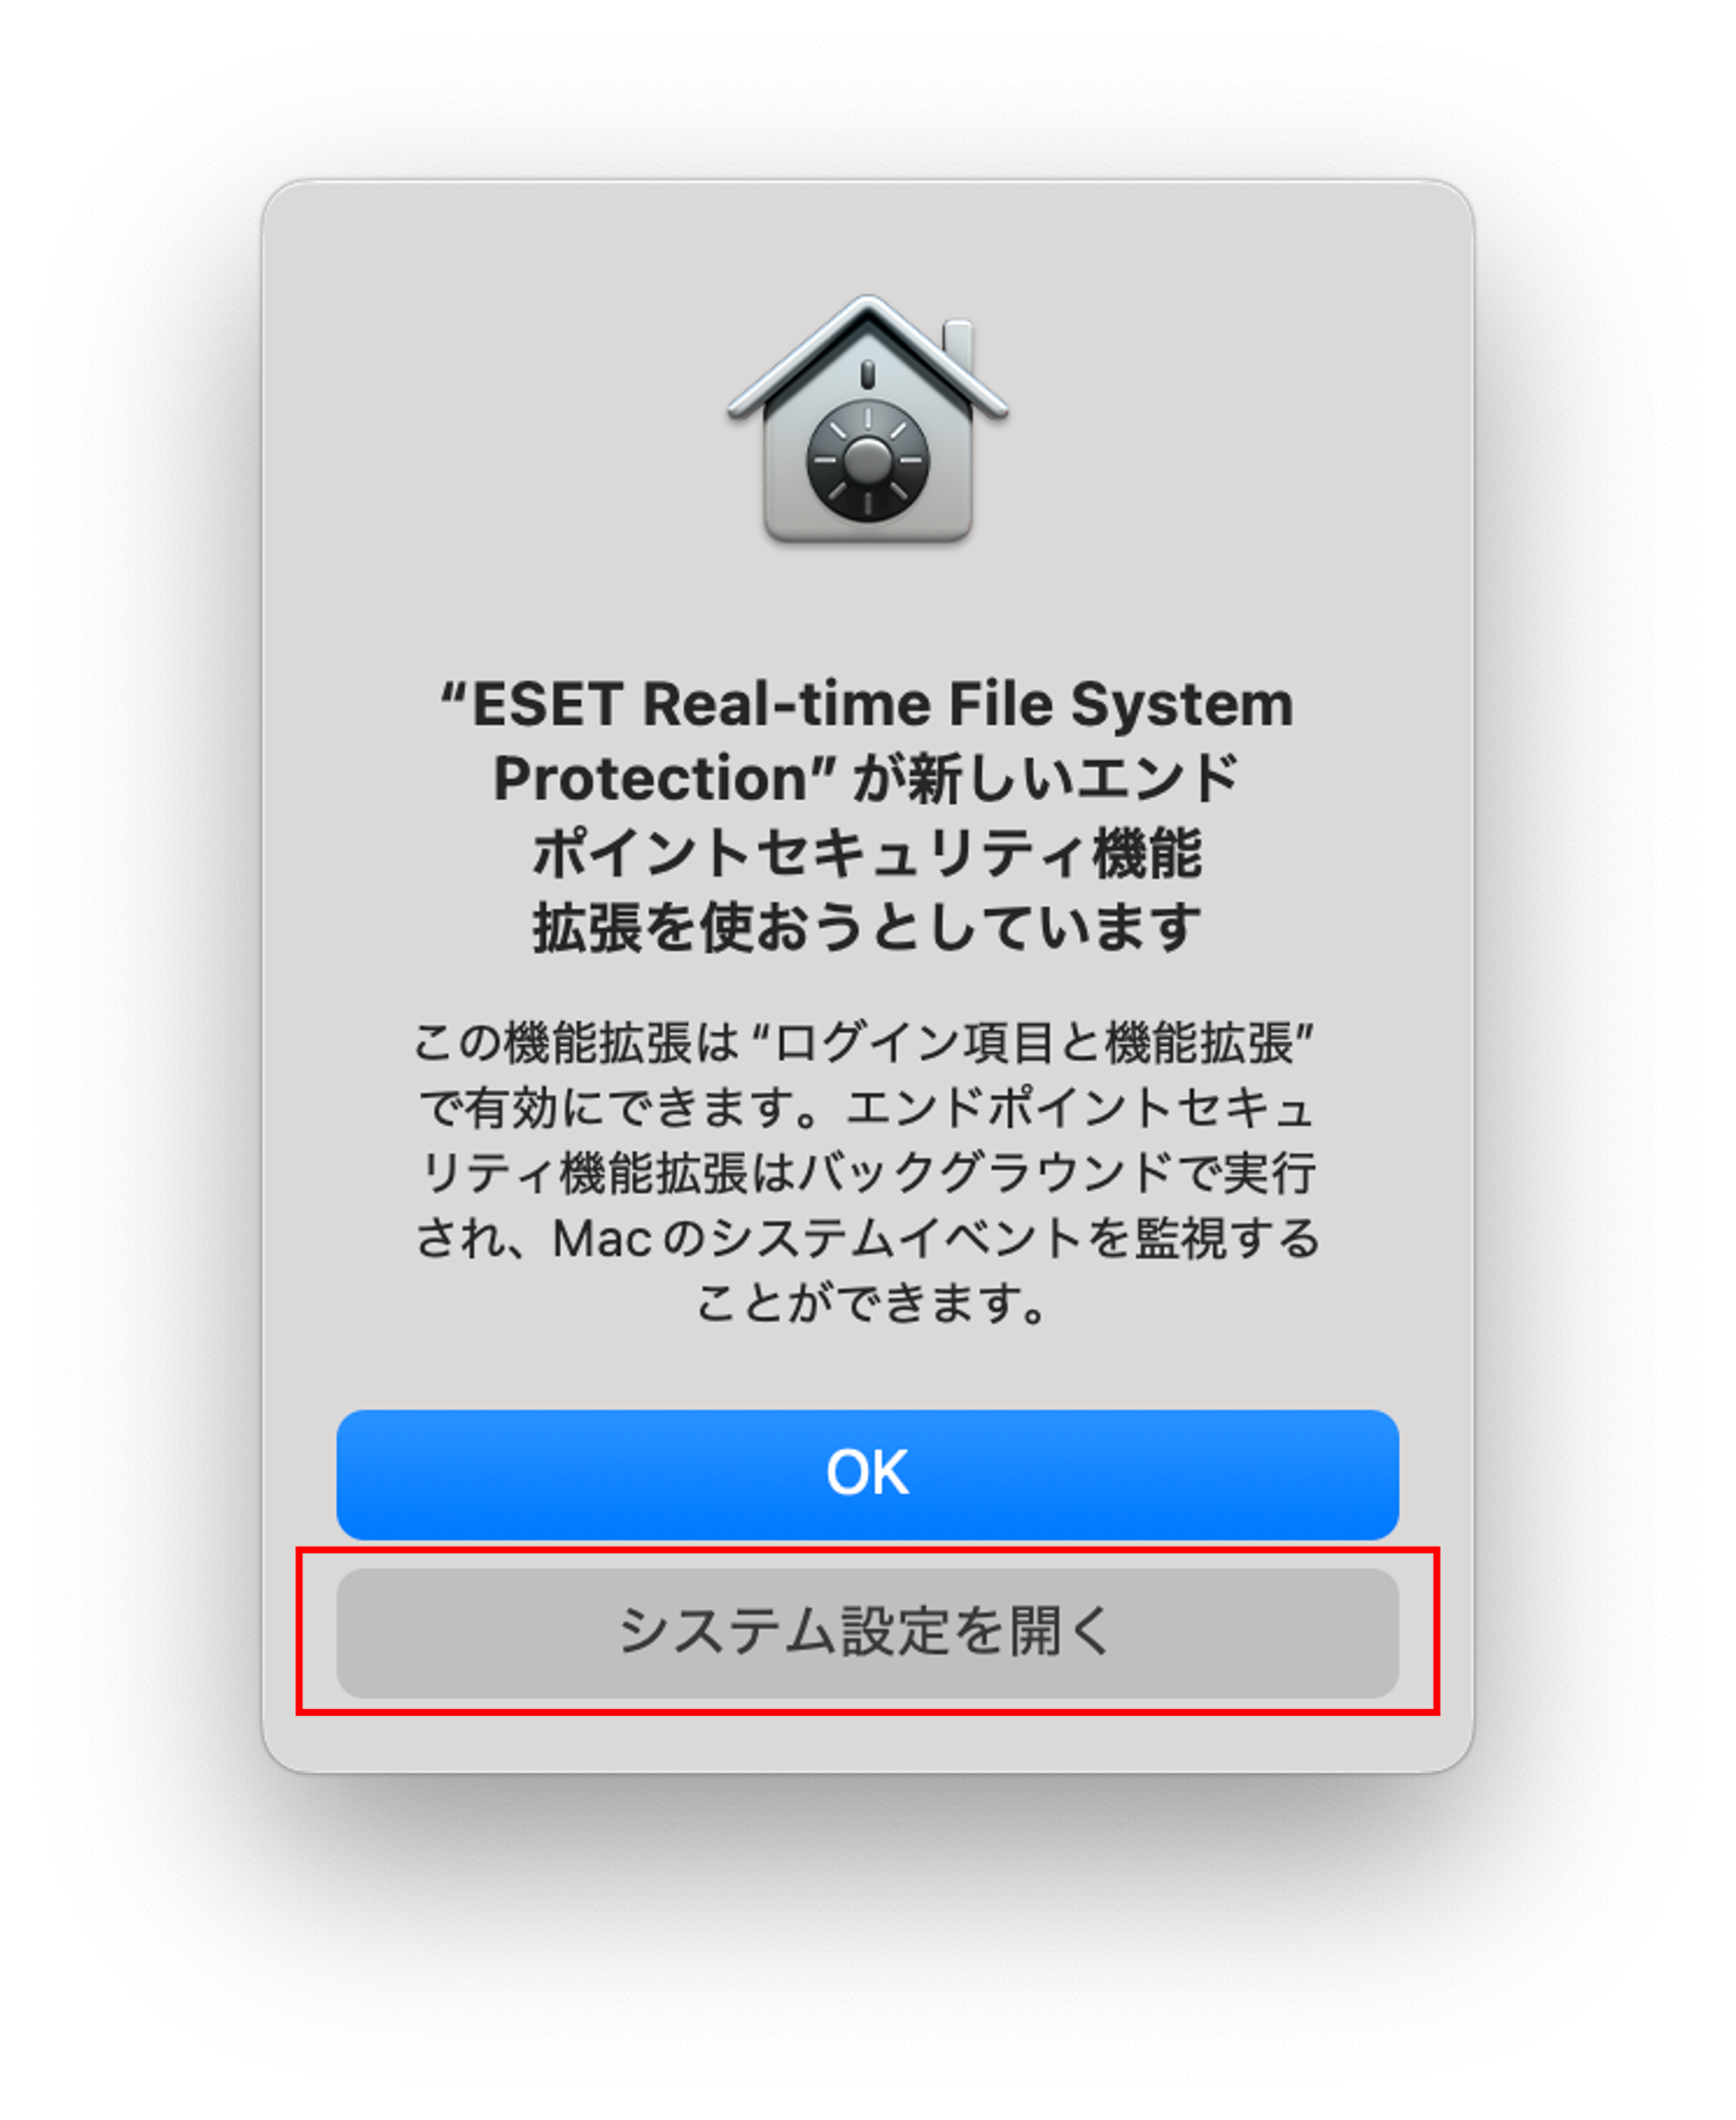 “ESET Real-time File System
Protection” が新しいエンド
ポイントセキュリティ機能
拡張を使おうとしています
この機能拡張は“ログイン項目と機能拡張”
で有効にできます。エンドポイントセキュ
リティ機能拡張はバックグラウンドで実行
され、Macのシステムイベントを監視する
ことができます。
OK
システム設定を開く